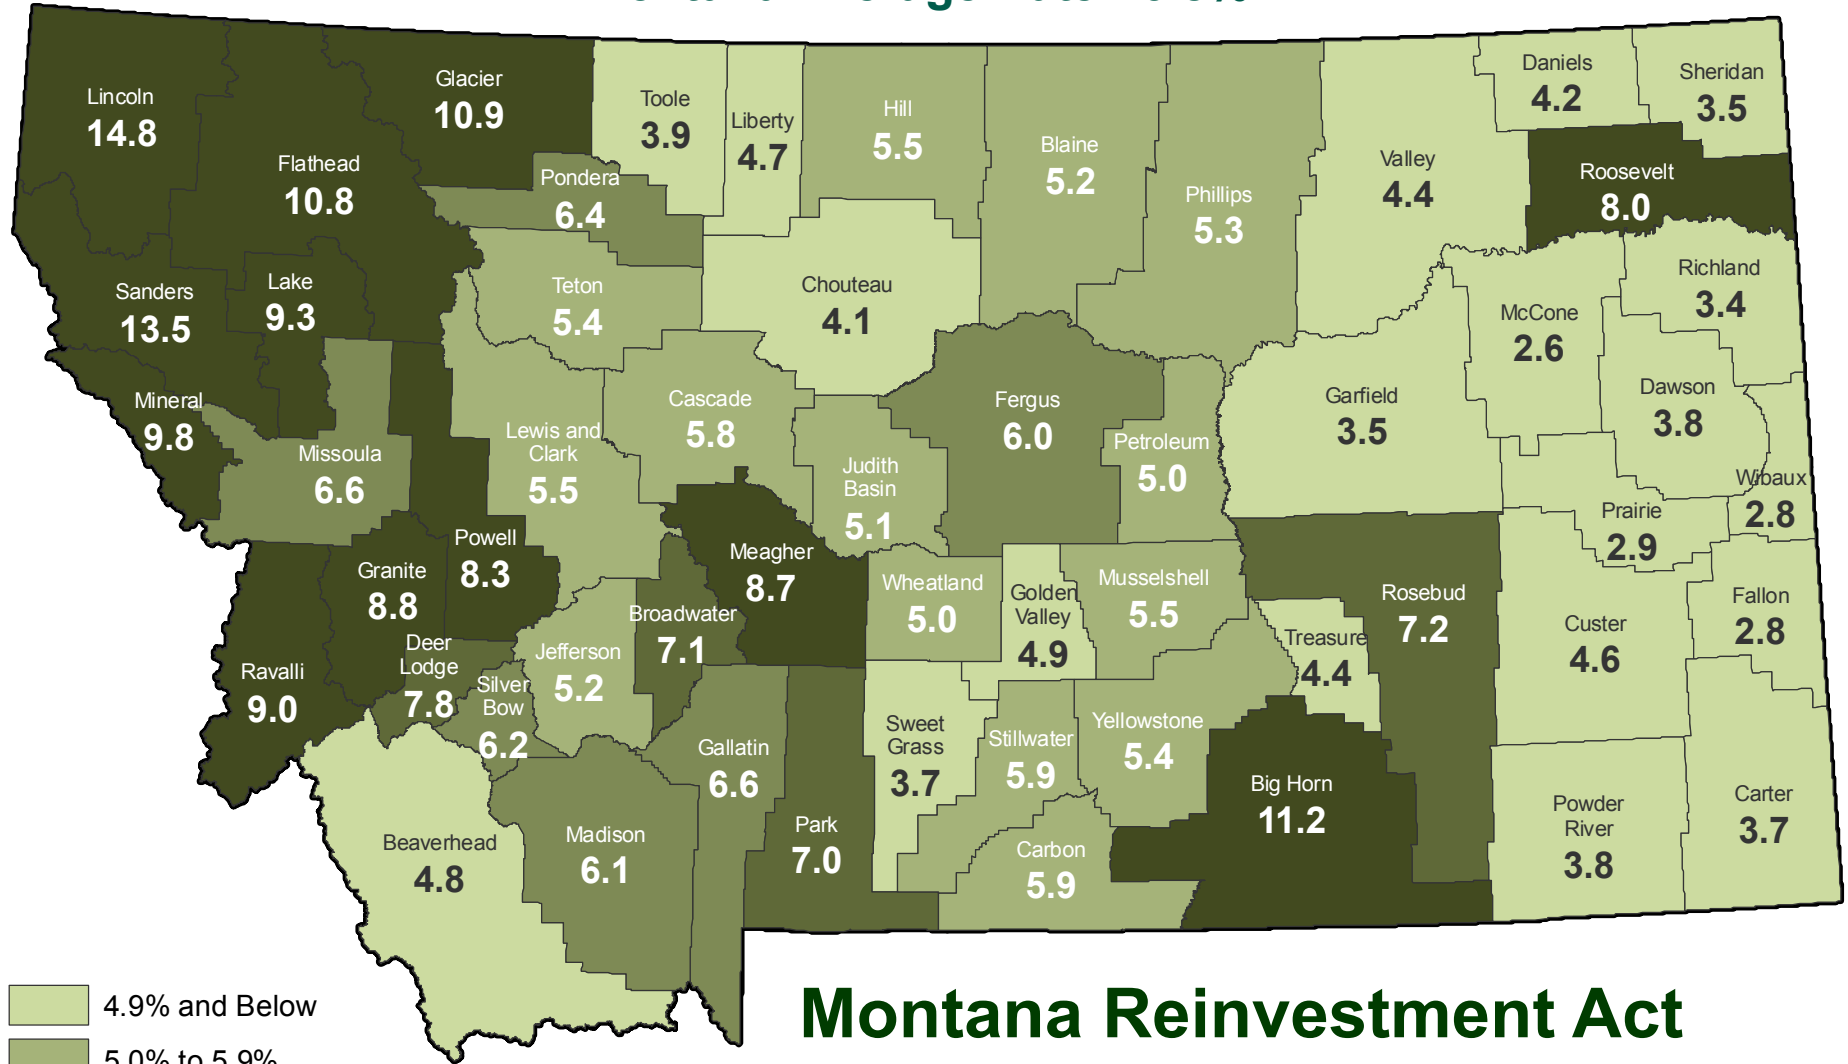 Lincoln
14.8
Flathead
10.8
Glacier
10.9
Toole
3.9
Liberty
4.7
Hill
5.5
Blaine
5.2
Phillips
5.3
Valley
4.4
Daniels
4.2
Sheridan
3.5
Roosevelt
8.0
Pondera
6.4
Teton
5.4
Chouteau
4.1
Sanders
13.5
Lake
9.3
Richland
3.4
McCone
2.6
Dawson
3.8
Garfield
3.5
Mineral
9.8
Missoula
6.6
Lewis and
Clark
5.5
Cascade
5.8
Judith
Basin
5.1
Fergus
6.0
Petroleum
5.0
Wibaux
2.8
Prairie
2.9
Powell
8.3
Granite
8.8
Meagher
8.7
Broadwater
7.1
Wheatland
5.0
Golden
Valley
4.9
Musselshell
5.5
Treasure
4.4
Rosebud
7.2
Custer
4.6
Fallon
2.8
Ravalli
9.0
Deer
Lodge
7.8
Silver
Bow
6.2
Jefferson
5.2
Gallatin
6.6
Park
7.0
Sweet
Grass
3.7
Stillwater
5.9
Yellowstone
5.4
Big Horn
11.2
Carbon
5.9
Powder
River
3.8
Carter
3.7
Beaverhead
4.8
Madison
6.1
4.9% and Below
5.0% to 5.9%
Montana Reinvestment Act